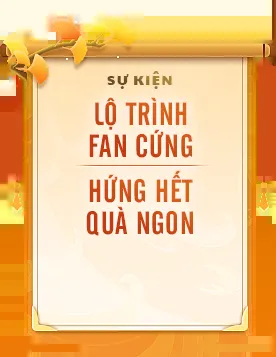 SỰ KIỆN
LỘ TRÌNH
FAN CỨNG
HỨNG HẾT
QUÀ NGON